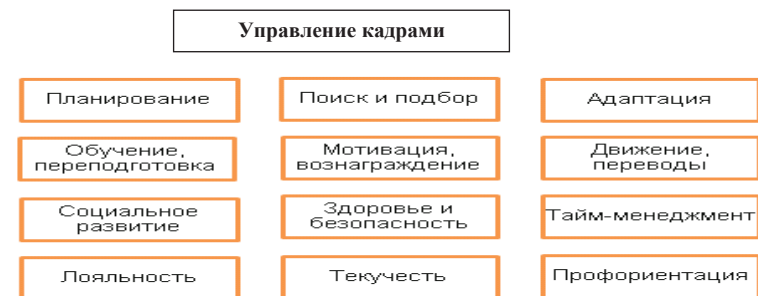 Управление кадрами
Планирование
Поиск и подбор
Адаптация
Обучение,
переподготовка
Мотивация,
вознаграждение
Движение,
переводы
Социальное
развитие
Здоровье и
безопасность
Тайм-менеджмент
Лояльность
Текучесть
Профориентация